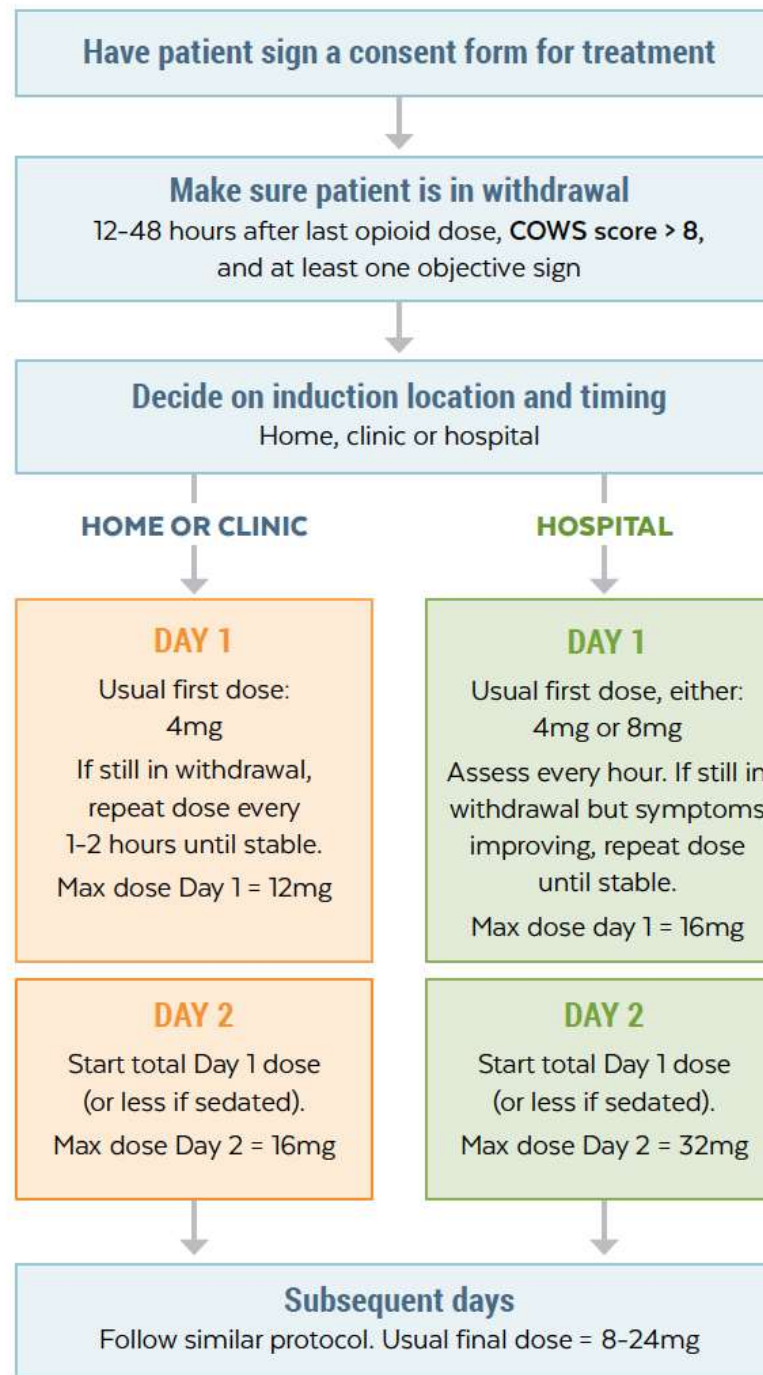 Have patient sign a consent form for treatment
Make sure patient is in withdrawal
12-48 hours after last opioid dose, COWS score > 8,
and at least one objective sign
Decide on induction location and timing
Home, clinic or hospital
HOME OR CLINIC
DAY 1
Usual first dose:
4mg
If still in withdrawal,
repeat dose every
1-2 hours until stable.
Max dose Day 1 = 12mg
DAY 2
Start total Day 1 dose
(or less if sedated).
Max dose Day 2 = 16mg
HOSPITAL
DAY 1
Usual first dose, either:
4mg or 8mg
Assess every hour. If still in
withdrawal but symptoms
improving, repeat dose
until stable.
Max dose day 1 = 16mg
DAY 2
Start total Day 1 dose
(or less if sedated).
Max dose Day 2 = 32mg
Subsequent days
Follow similar protocol. Usual final dose = 8-24mg